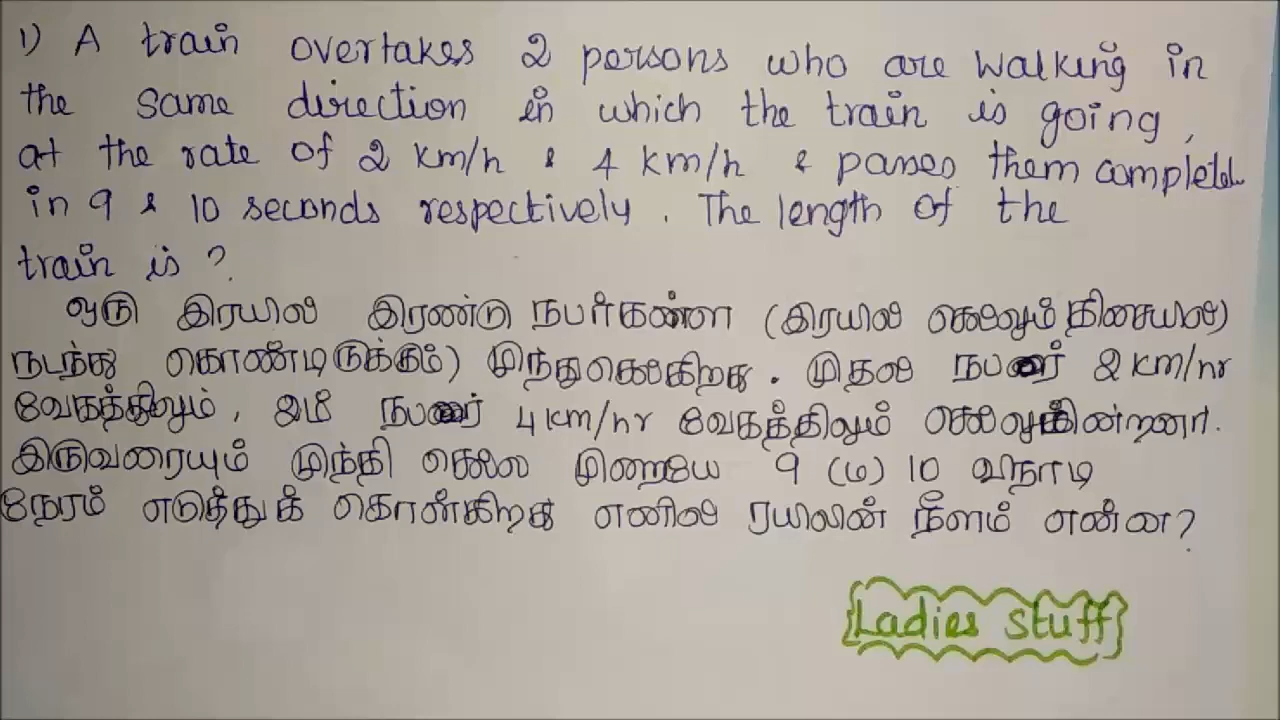 1) A train overtakes 2 persons who are walking in
the same direction in which the train is going,
at the rate of 2 km/h & 4 km/h & passes them completel
in 9 & 10 seconds respectively. The length of the
train is?
ஒரு இரயில் இரண்டு நபர்களை (இரயில் செல்லும் திசையில்)
நடந்து கொண்டிருக்கும்) முந்துகெல்கிறது. முதல் நபர் 2 km/hr
வேகத்திலும், 2ம் நபர் 4 km/hr வேகத்திலும் செல்லுகின்றனர்.
இருவரையும் முந்தி செல்ல முறையே 9 (ம) 10 வினாடி
நேரம் எடுத்துக் கொள்கிறது எனில் ரயிலின் நீளம் என்ன?
Ladies stuff